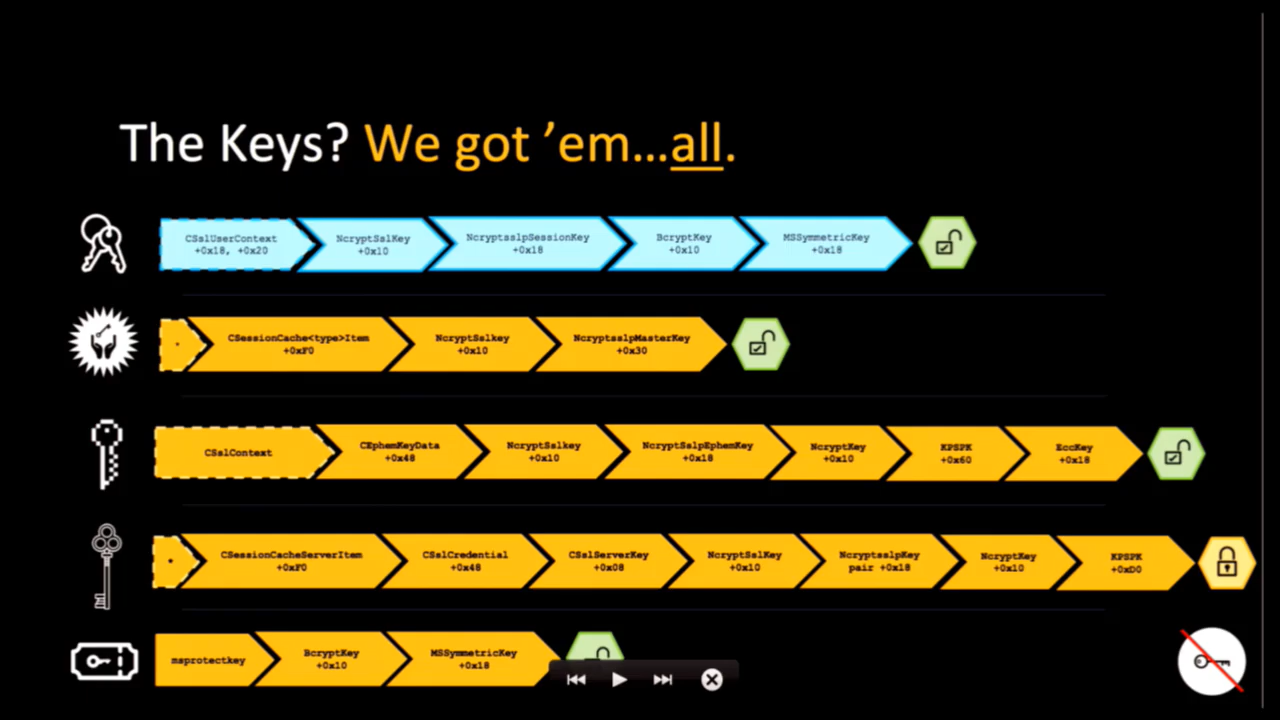 The Keys? We got ’em...all.
CSslUserContext
+0x18, +0x20
NcryptSslKey
+0x10
NcryptsslpSessionKey
+0x18
BcryptKey
+0x10
MSSymmetricKey
+0x18
CSessionCache<type>Item
+0xF0
NcryptSslkey
+0x10
NcryptsslpMasterKey
+0x30
CSslContext
CEphemKeyData
+0x48
NcryptSslkey
+0x10
NcryptSslpEphemKey
+0x18
NcryptKey
+0x10
KPSPK
+0x60
EccKey
+0x18
CSessionCacheServerItem
+0xF0
CSslCredential
+0x48
CSslServerKey
+0x08
NcryptSslKey
+0x10
NcryptsslpKey
pair +0x18
NcryptKey
+0x10
KPSPK
+0xD0
msprotectkey
BcryptKey
+0x10
MSSymmetricKey
+0x18